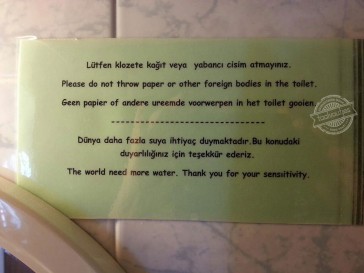 Lütfen klozete kağıt veya yabancı cisim atmayınız.
Please do not throw paper or other foreign bodies in the toilet.
Geen papier of andere ureemde voorwerpen in het toilet gooien.
--------------------------------
Dünya daha fazla suya ihtiyaç duymaktadır.Bu konudaki
duyarlılığınız için teşekkür ederiz.
The world need more water. Thank you for your sensiitivity.